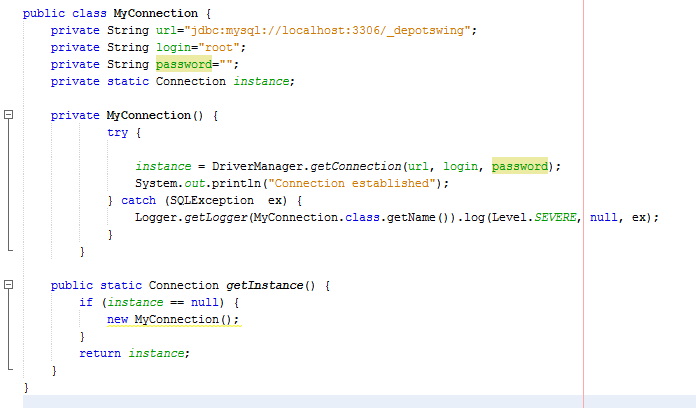 public class MyConnection {
    private String url="jdbc:mysql://localhost:3306/_depotswing";
    private String login="root";
    private String password="";
    private static Connection instance;

    private MyConnection() {
            try {

                instance = DriverManager.getConnection(url, login, password);
                System.out.println("Connection established");
            } catch (SQLException  ex) {
                Logger.getLogger(MyConnection.class.getName()).log(Level.SEVERE, null, ex);
            }
        }

    public static Connection getInstance() {
        if (instance == null) {
            new MyConnection();
        }
        return instance;
    }
}